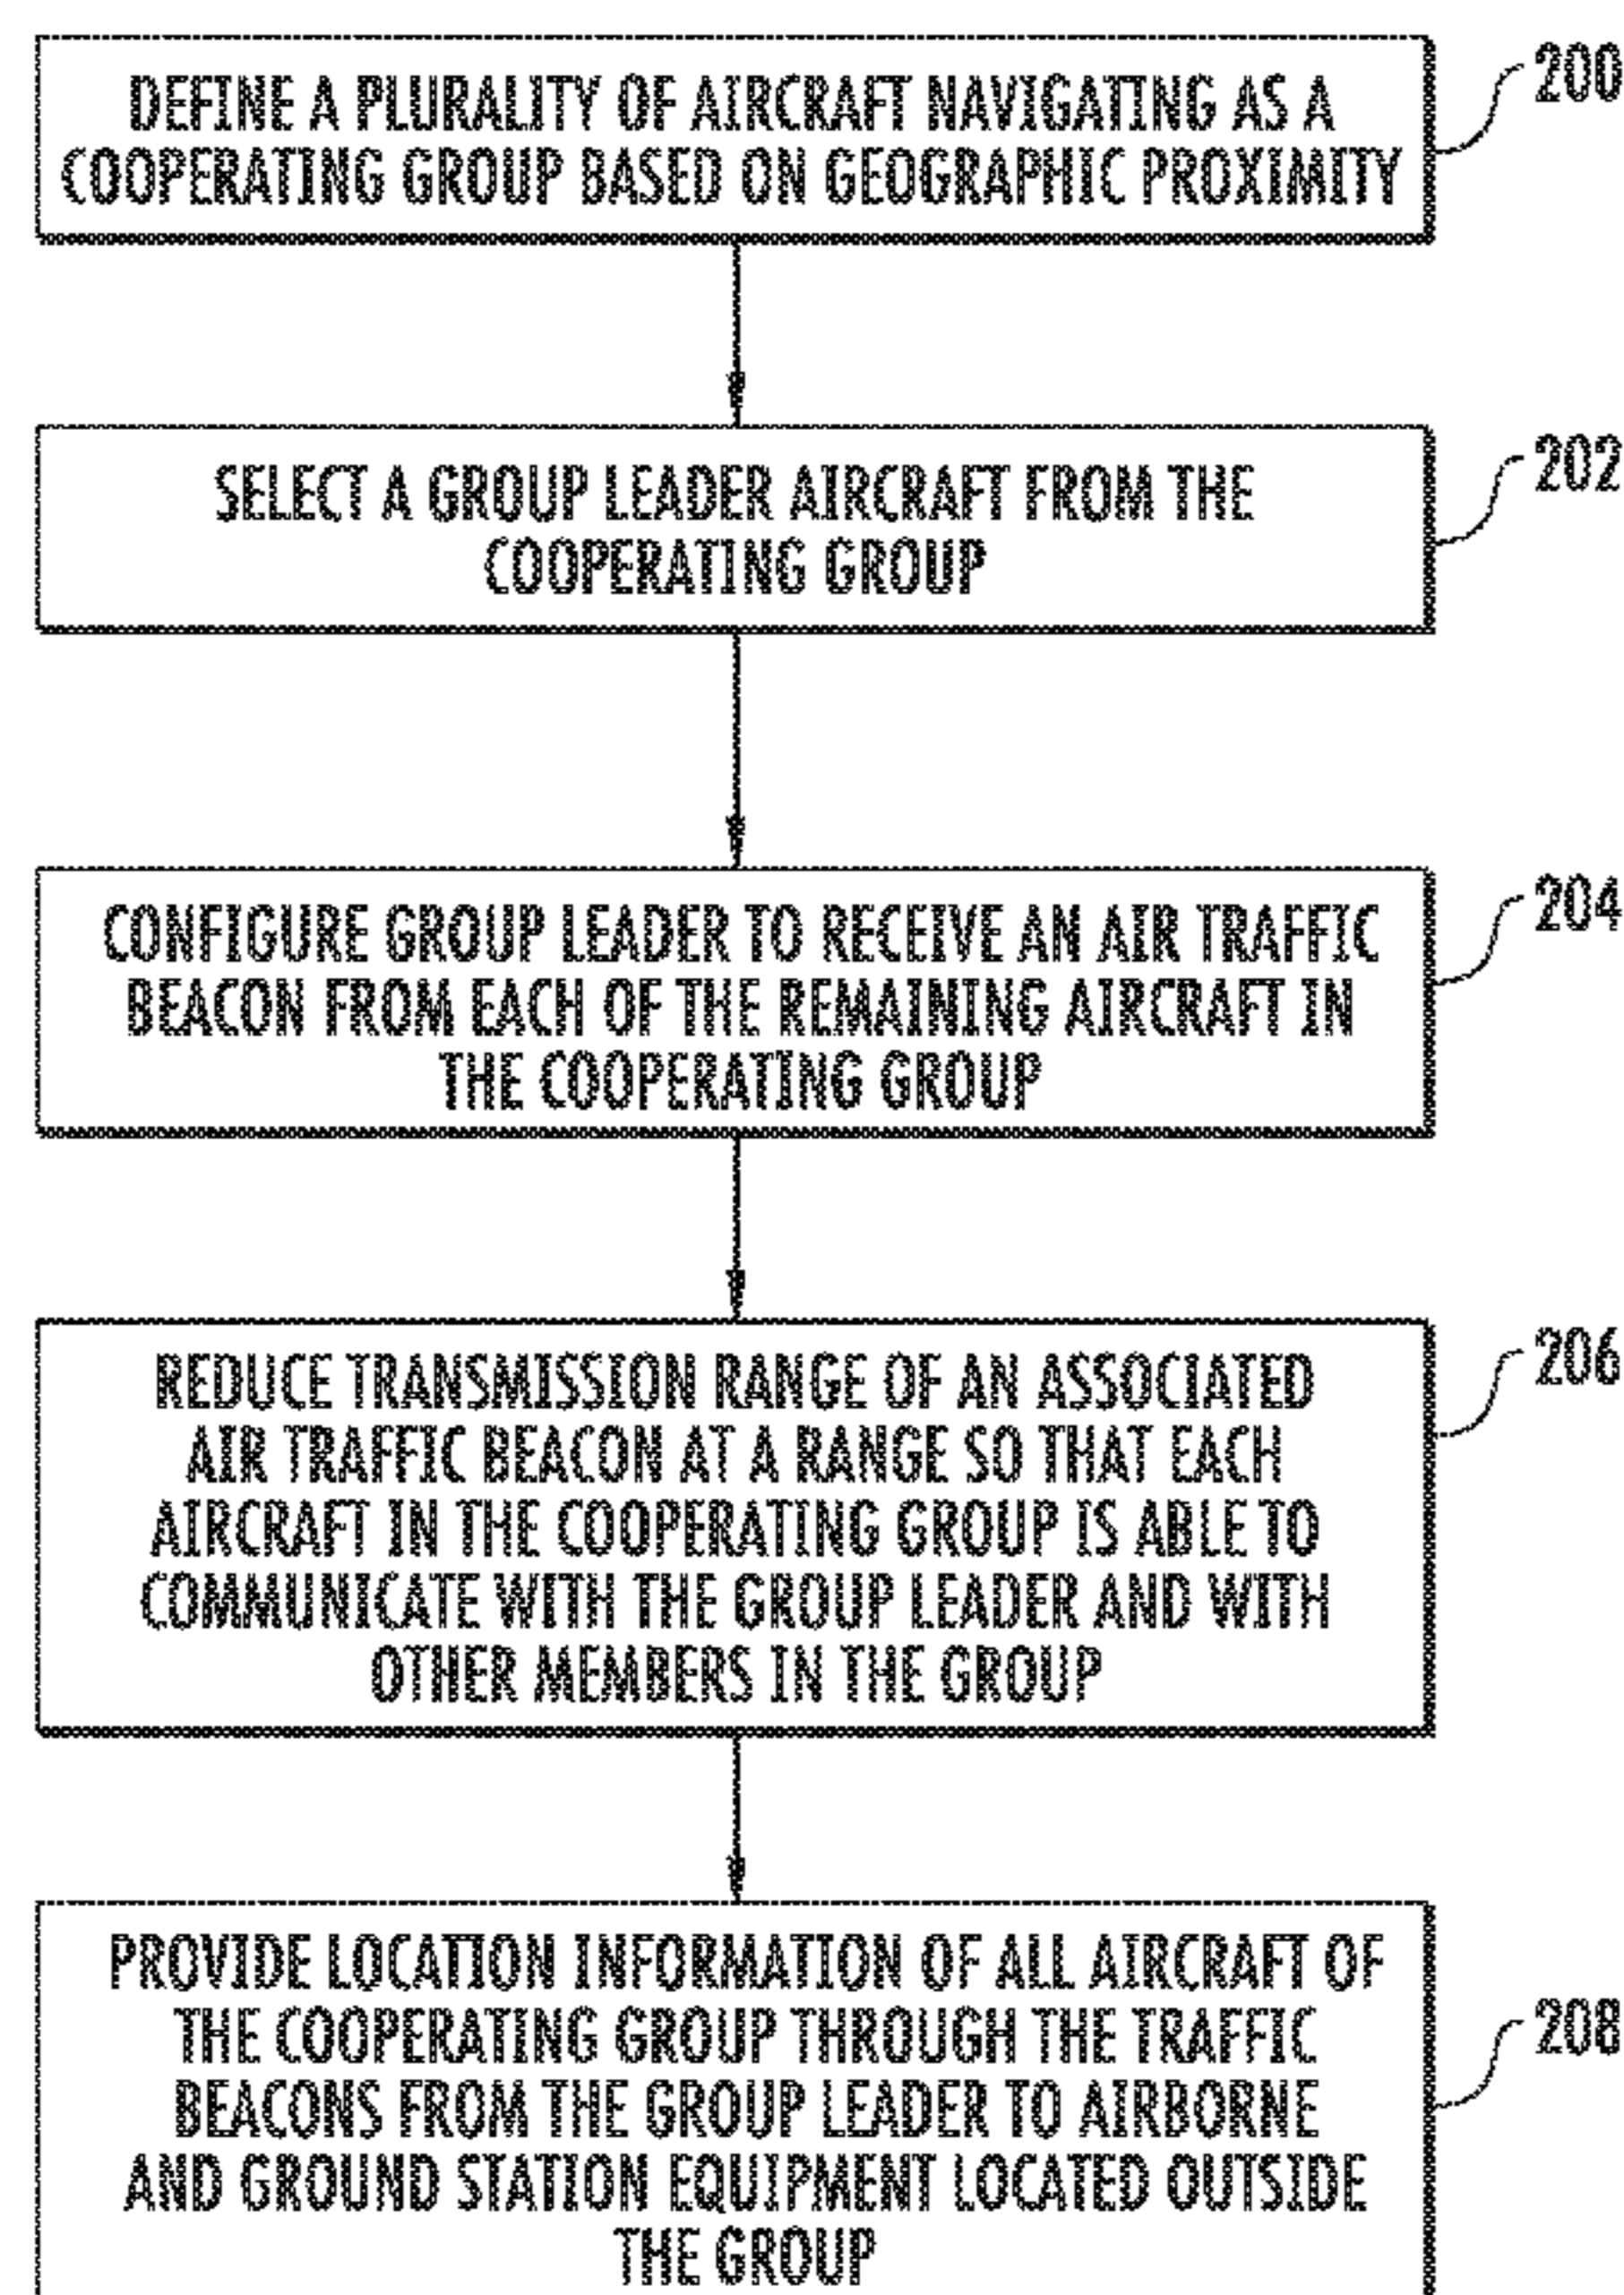 DEFINE A PLURALITY OF AIRCRAFT NAVIGATING AS A
COOPERATING GROUP BASED ON GEOGRAPHIC PROXIMITY
200
SELECT A GROUP LEADER AIRCRAFT FROM THE
COOPERATING GROUP
202
CONFIGURE GROUP LEADER TO RECEIVE AN AIR TRAFFIC
BEACON FROM EACH OF THE REMAINING AIRCRAFT IN
THE COOPERATING GROUP
204
REDUCE TRANSMISSION RANGE OF AN ASSOCIATED
AIR TRAFFIC BEACON AT A RANGE SO THAT EACH
AIRCRAFT IN THE COOPERATING GROUP IS ABLE TO
COMMUNICATE WITH THE GROUP LEADER AND WITH
OTHER MEMBERS IN THE GROUP
206
PROVIDE LOCATION INFORMATION OF ALL AIRCRAFT OF
THE COOPERATING GROUP THROUGH THE TRAFFIC
BEACONS FROM THE GROUP LEADER TO AIRBORNE
AND GROUND STATION EQUIPMENT LOCATED OUTSIDE
THE GROUP
208